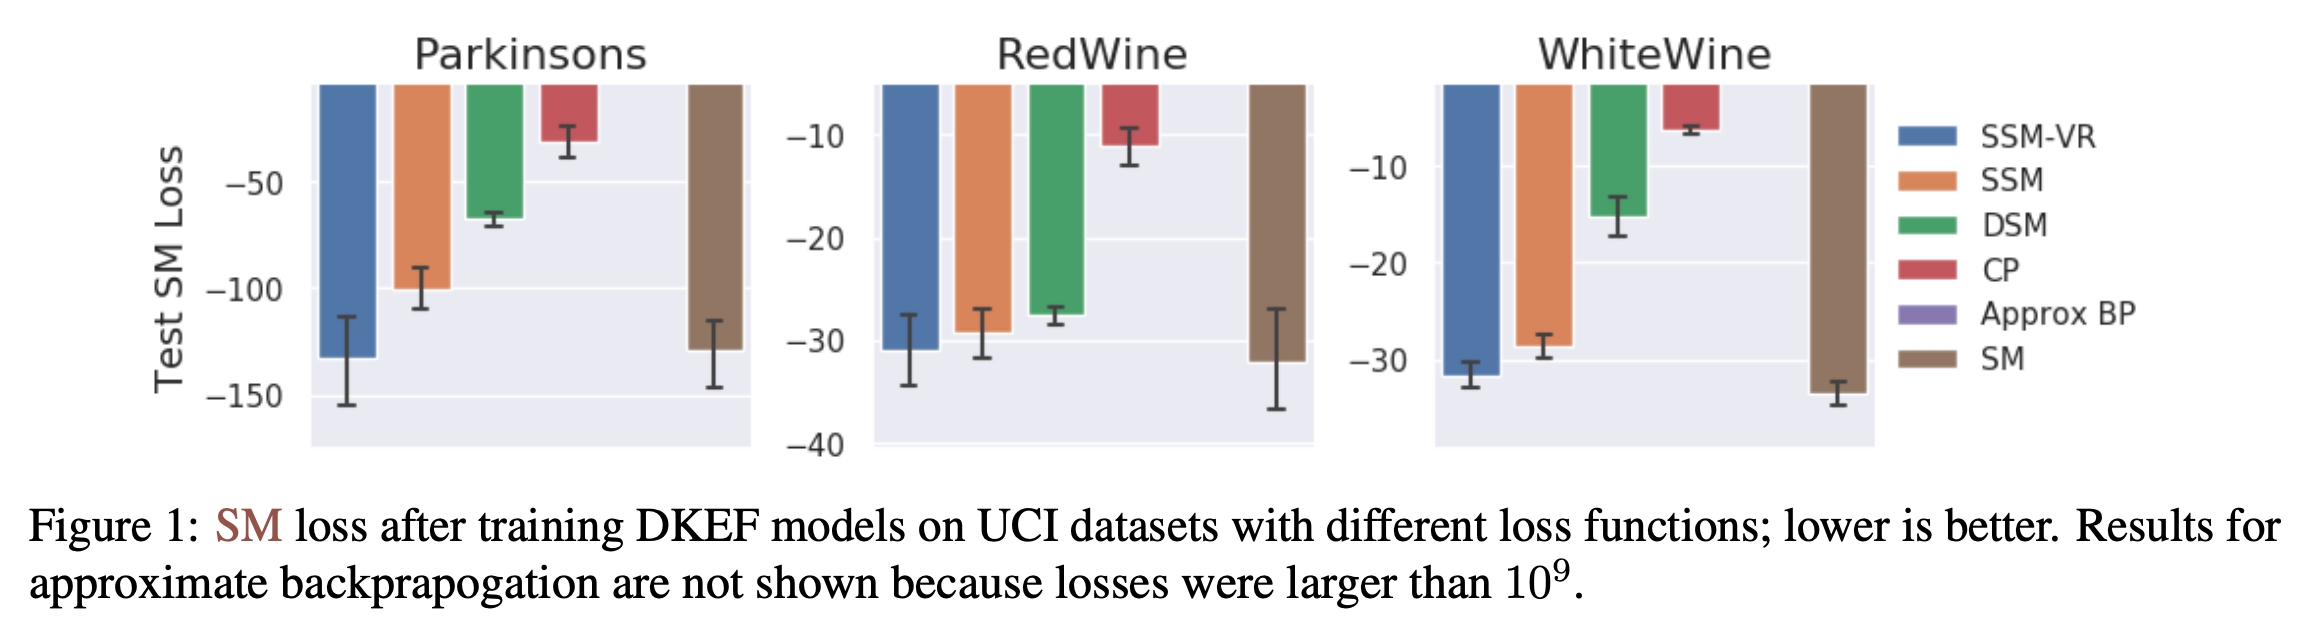 Parkinsons
RedWine
WhiteWine
Test SM Loss
−50
−100
−150
−10
−20
−30
−40
−10
−20
−30
SSM-VR
SSM
DSM
CP
Approx BP
SM
Figure 1: SM loss after training DKEF models on UCI datasets with different loss functions; lower is better. Results for
approximate backprapogation are not shown because losses were larger than 10⁹.